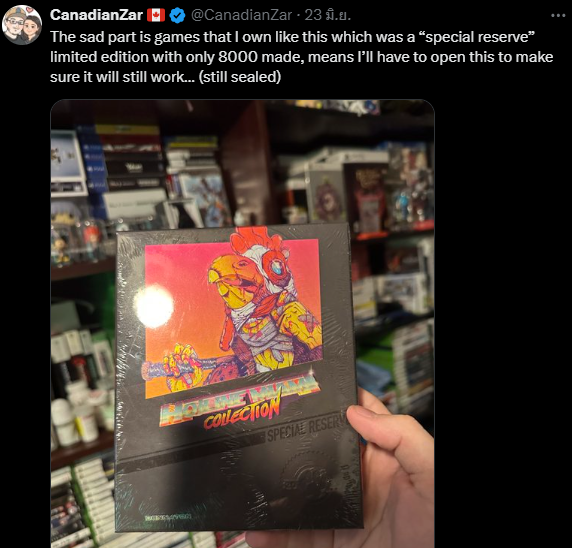 CanadianZar 🇨🇦 @CanadianZar · 23 มิ.ย.
The sad part is games that I own like this which was a “special reserve”
limited edition with only 8000 made, means I’ll have to open this to make
sure it will still work... (still sealed)
COLLECTION
SPECIAL RESER